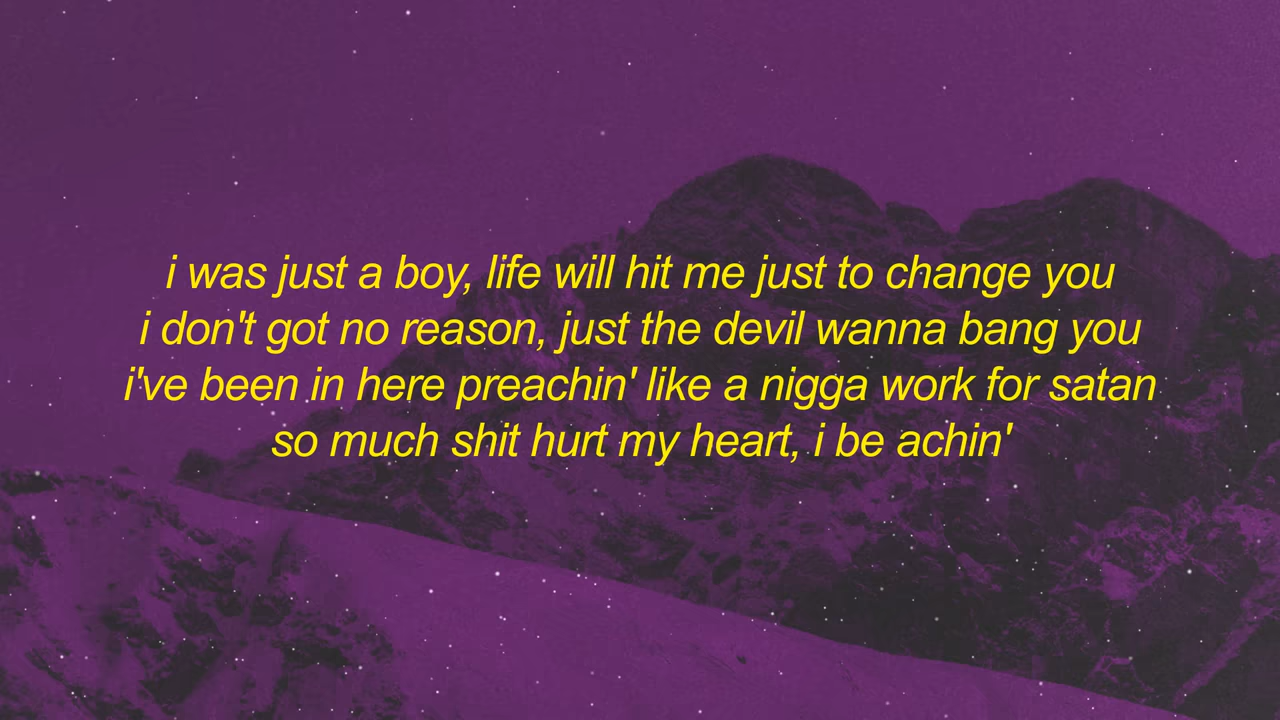 i was just a boy, life will hit me just to change you
i don't got no reason, just the devil wanna bang you
i've been in here preachin' like a nigga work for satan
so much shit hurt my heart, i be achin'